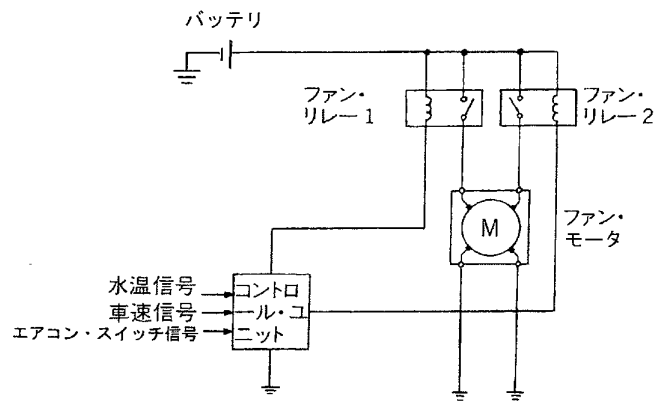 バッテリ
ファン・
リレー1
ファン・
リレー2
M
ファン・
モータ
水温信号
車速信号
エアコン・スイッチ信号
コントロ
ール・ユ
ニット